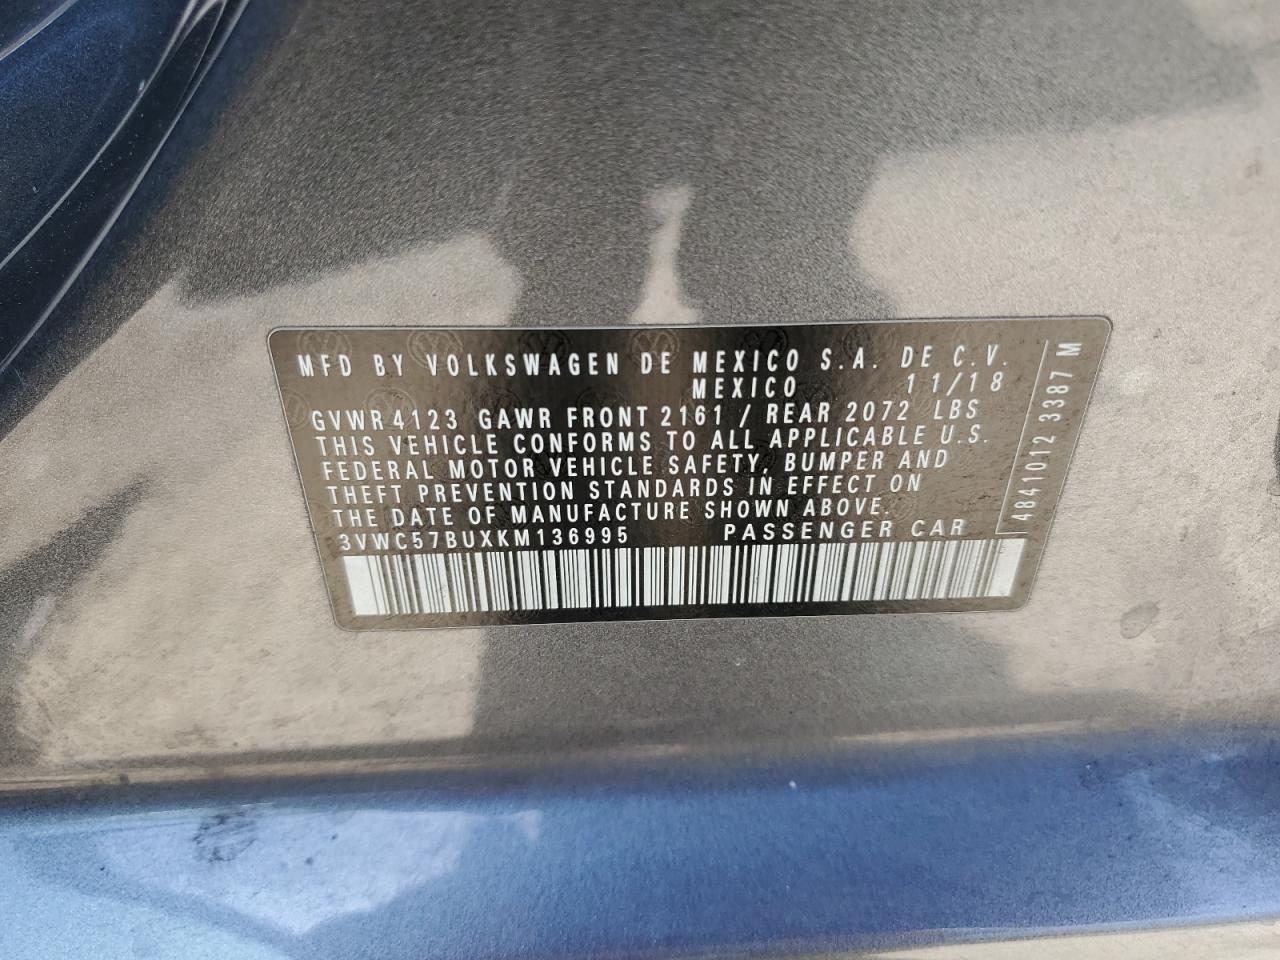 MFD BY VOLKSWAGEN DE MEXICO S.A. DE C.V.
MEXICO 11/18
GVWR 4123 GAWR FRONT 2161 / REAR 2072 LBS
THIS VEHICLE CONFORMS TO ALL APPLICABLE U.S.
FEDERAL MOTOR VEHICLE SAFETY, BUMPER AND
THEFT PREVENTION STANDARDS IN EFFECT ON
THE DATE OF MANUFACTURE SHOWN ABOVE.
3VWC57BUXKM136995 PASSENGER CAR
4841012 3387 M